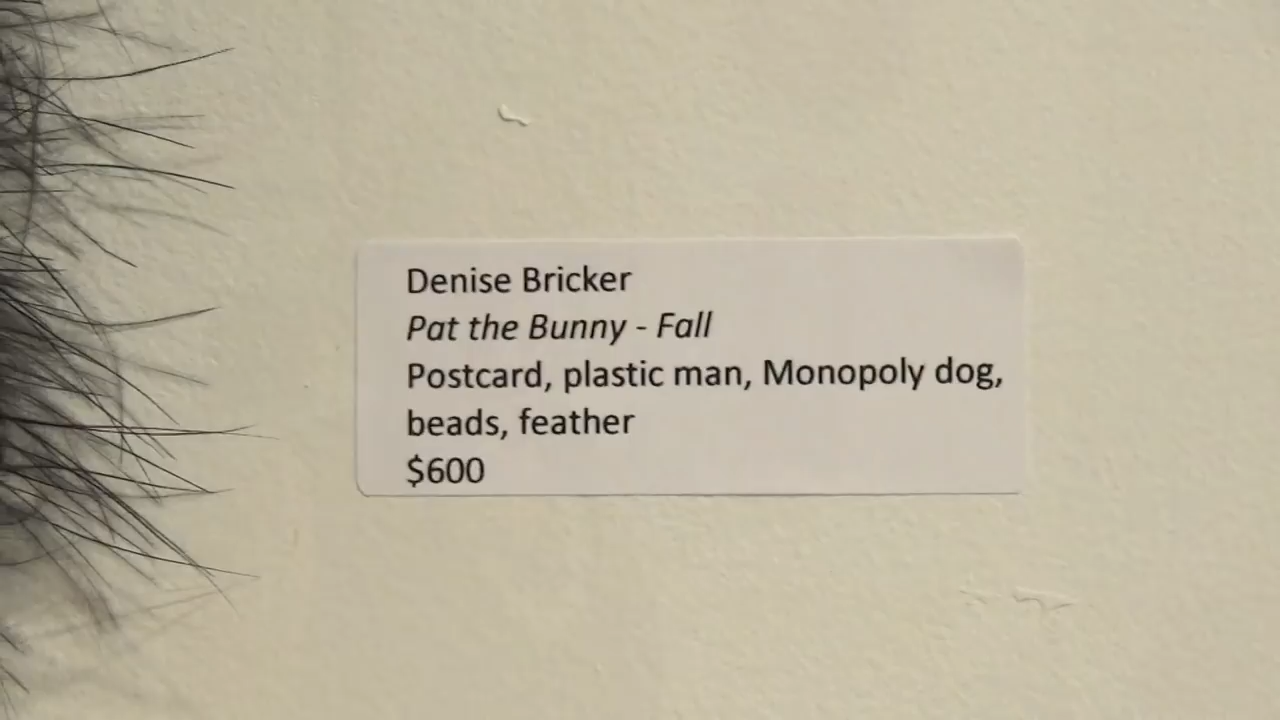 Denise Bricker
Pat the Bunny - Fall
Postcard, plastic man, Monopoly dog,
beads, feather
$600